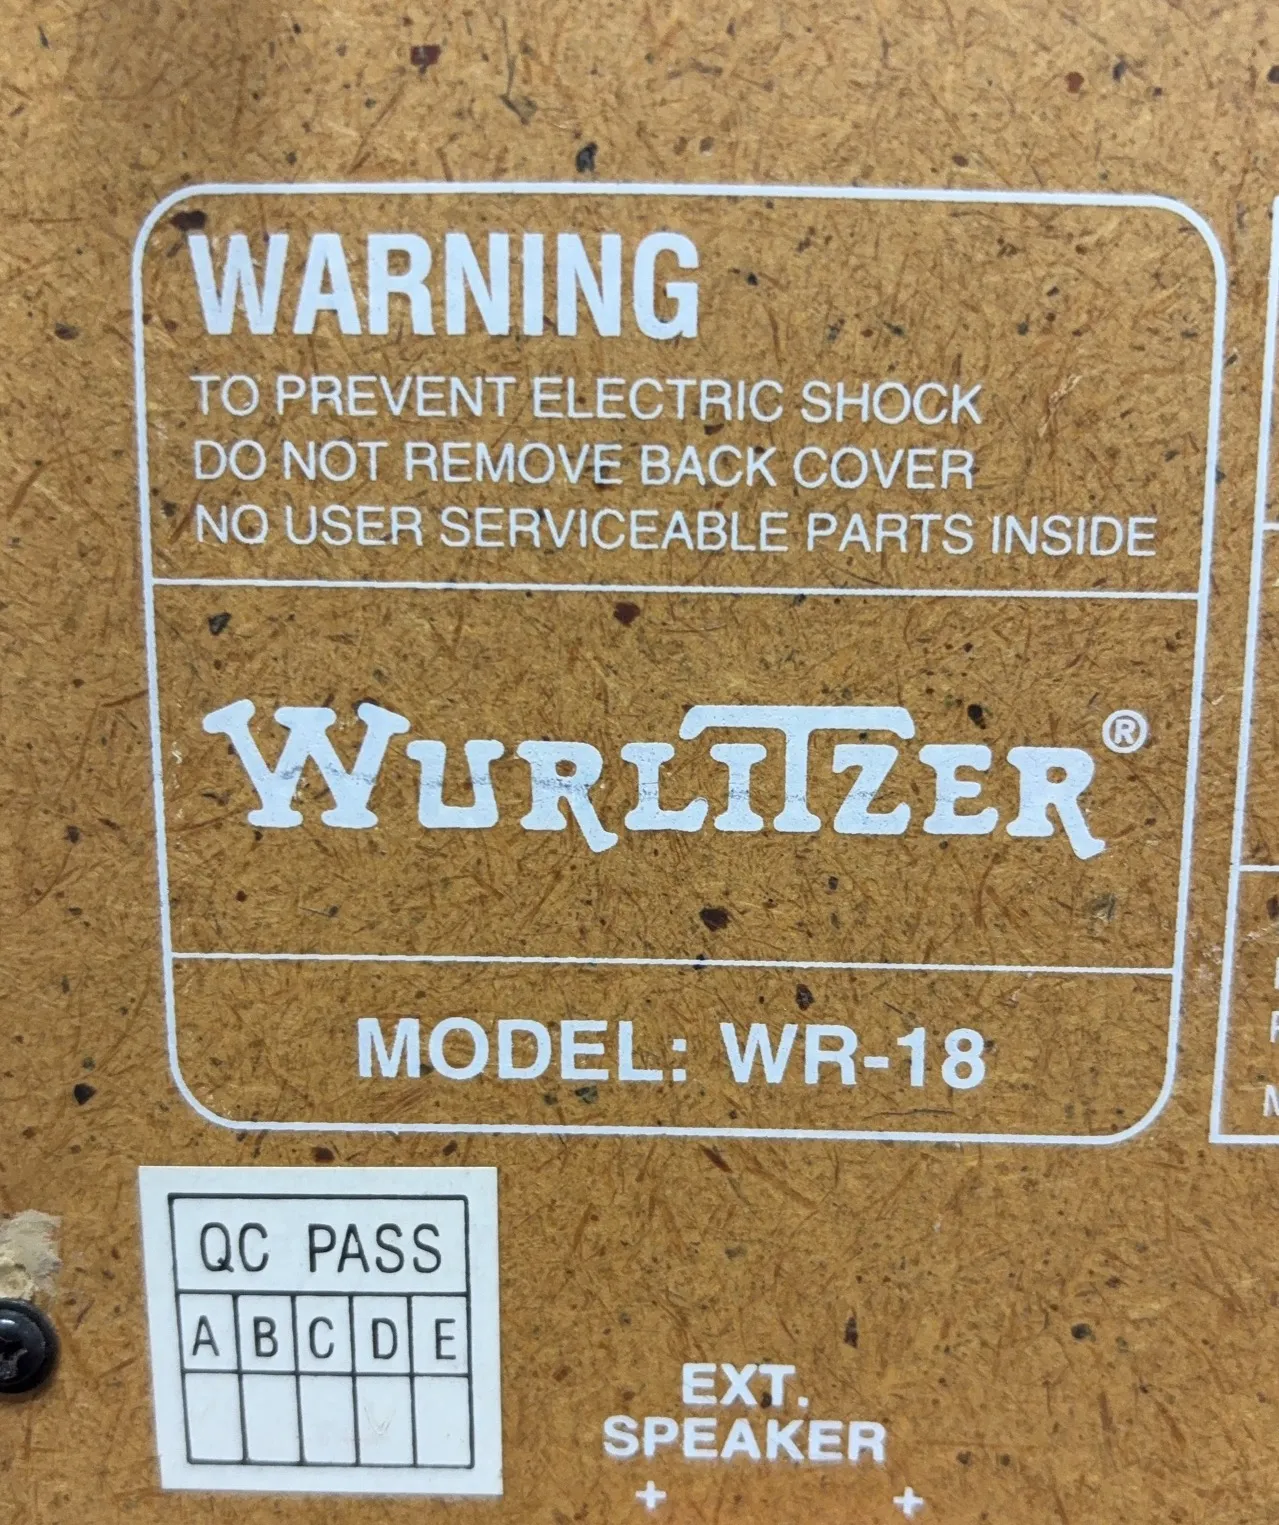 WARNING
TO PREVENT ELECTRIC SHOCK
DO NOT REMOVE BACK COVER
NO USER SERVICEABLE PARTS INSIDE
WURLITZER®
MODEL: WR-18
QC PASS
A B C D E
EXT.
SPEAKER
+ +